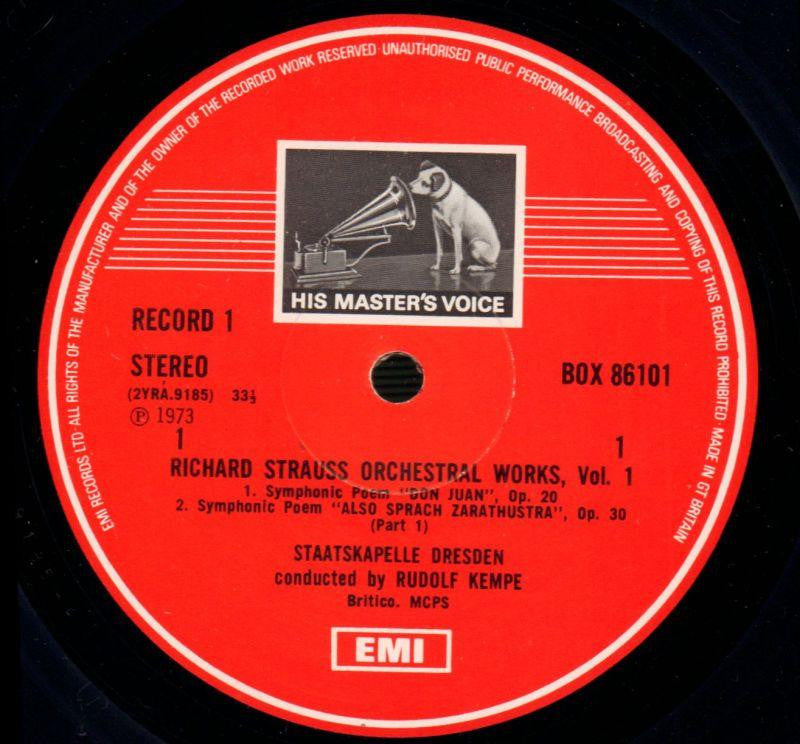 EMI RECORDS LTD·ALL RIGHTS OF THE MANUFACTURER AND OF THE OWNER OF THE RECORDED WORK RESERVED·UNAUTHORISED PUBLIC PERFORMANCE BROADCASTING AND COPYING OF THIS RECORD PROHIBITED·MADE IN GT BRITAIN
HIS MASTER'S VOICE
RECORD 1
STEREO
BOX 86101
(2YRA.9185) 33⅓
Ⓟ 1973
1
1
RICHARD STRAUSS ORCHESTRAL WORKS, Vol. 1
1. Symphonic Poem "DON JUAN", Op. 20
2. Symphonic Poem "ALSO SPRACH ZARATHUSTRA", Op. 30
(Part 1)
STAATSKAPELLE DRESDEN
conducted by RUDOLF KEMPE
Britico. MCPS
EMI